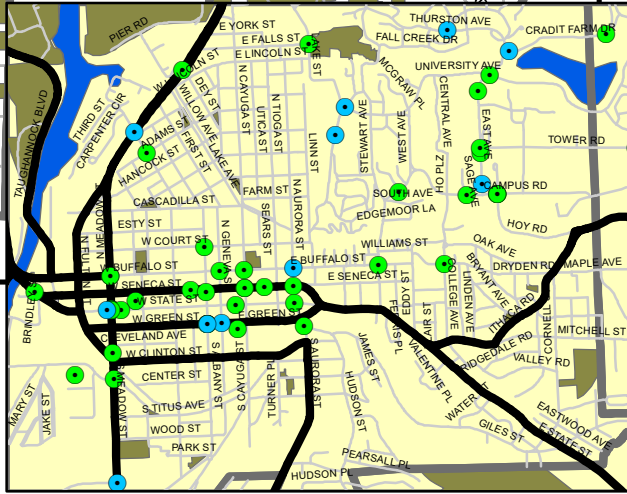 PIER RD
E YORK ST
E FALLS ST
E LINCOLN ST
LAKE ST
THURSTON AVE
FALL CREEK DR
CRADIT FARM DR
MCGRAW PL
UNIVERSITY AVE
TAUGHANNOCK BLVD
THIRD ST
CARPENTER CIR
W LINCOLN ST
DEY ST
WILLOW AVE
LAKE AVE
FIRST ST
N CAYUGA ST
UTICA ST
N TIOGA ST
LINN ST
STEWART AVE
WEST AVE
CENTRAL AVE
HO PLZ
EAST AVE
SAGE AVE
TOWER RD
ADAMS ST
HANCOCK ST
FARM ST
SOUTH AVE
CAMPUS RD
CASCADILLA ST
EDGEMOOR LA
N MEADOW ST
N FULTON ST
ESTY ST
W COURT ST
N GENEVA ST
SEARS ST
N AURORA ST
WILLIAMS ST
HOY RD
OAK AVE
W BUFFALO ST
E BUFFALO ST
E SENECA ST
DRYDEN RD
MAPLE AVE
BRYANT AVE
LINDEN AVE
COLLEGE AVE
EDDY ST
W SENECA ST
W STATE ST
W GREEN ST
E GREEN ST
ITHACA RD
CORNELL
MITCHELL ST
CLEVELAND AVE
W CLINTON ST
S MEADOW ST
CENTER ST
S ALBANY ST
S CAYUGA ST
TURNER PL
S AURORA ST
HUDSON ST
JAMES ST
VALENTINE PL
BRIDGEDALE RD
VALLEY RD
WATER ST
MARY ST
JAKE ST
S TITUS AVE
WOOD ST
PARK ST
GILES ST
EASTWOOD AVE
E STATE ST
PEARSALL PL
HUDSON PL